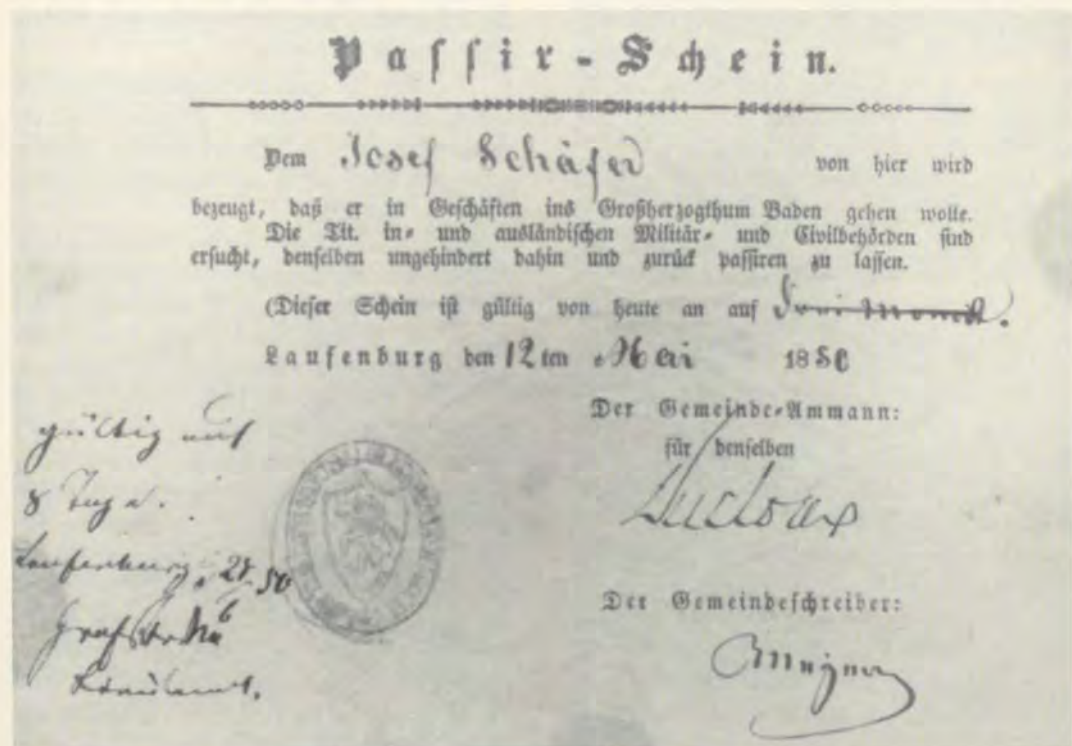 Passir-Schein.
Dem Josef Schäfer von hier wird
bezeugt, daß er in Geschäften ins Großherzogthum Baden gehen wolle.
Die Tit. in= und ausländischen Militär= und Civilbehörden sind
ersucht, denselben ungehindert dahin und zurück passiren zu lassen.
(Dieser Schein ist gültig von heute an auf
Laufenburg den 12ten Mai 1850
Der Gemeinde=Ammann:
für denselben
Der Gemeindeschreiber:
gültig auf
8 Tage.
Laufenburg